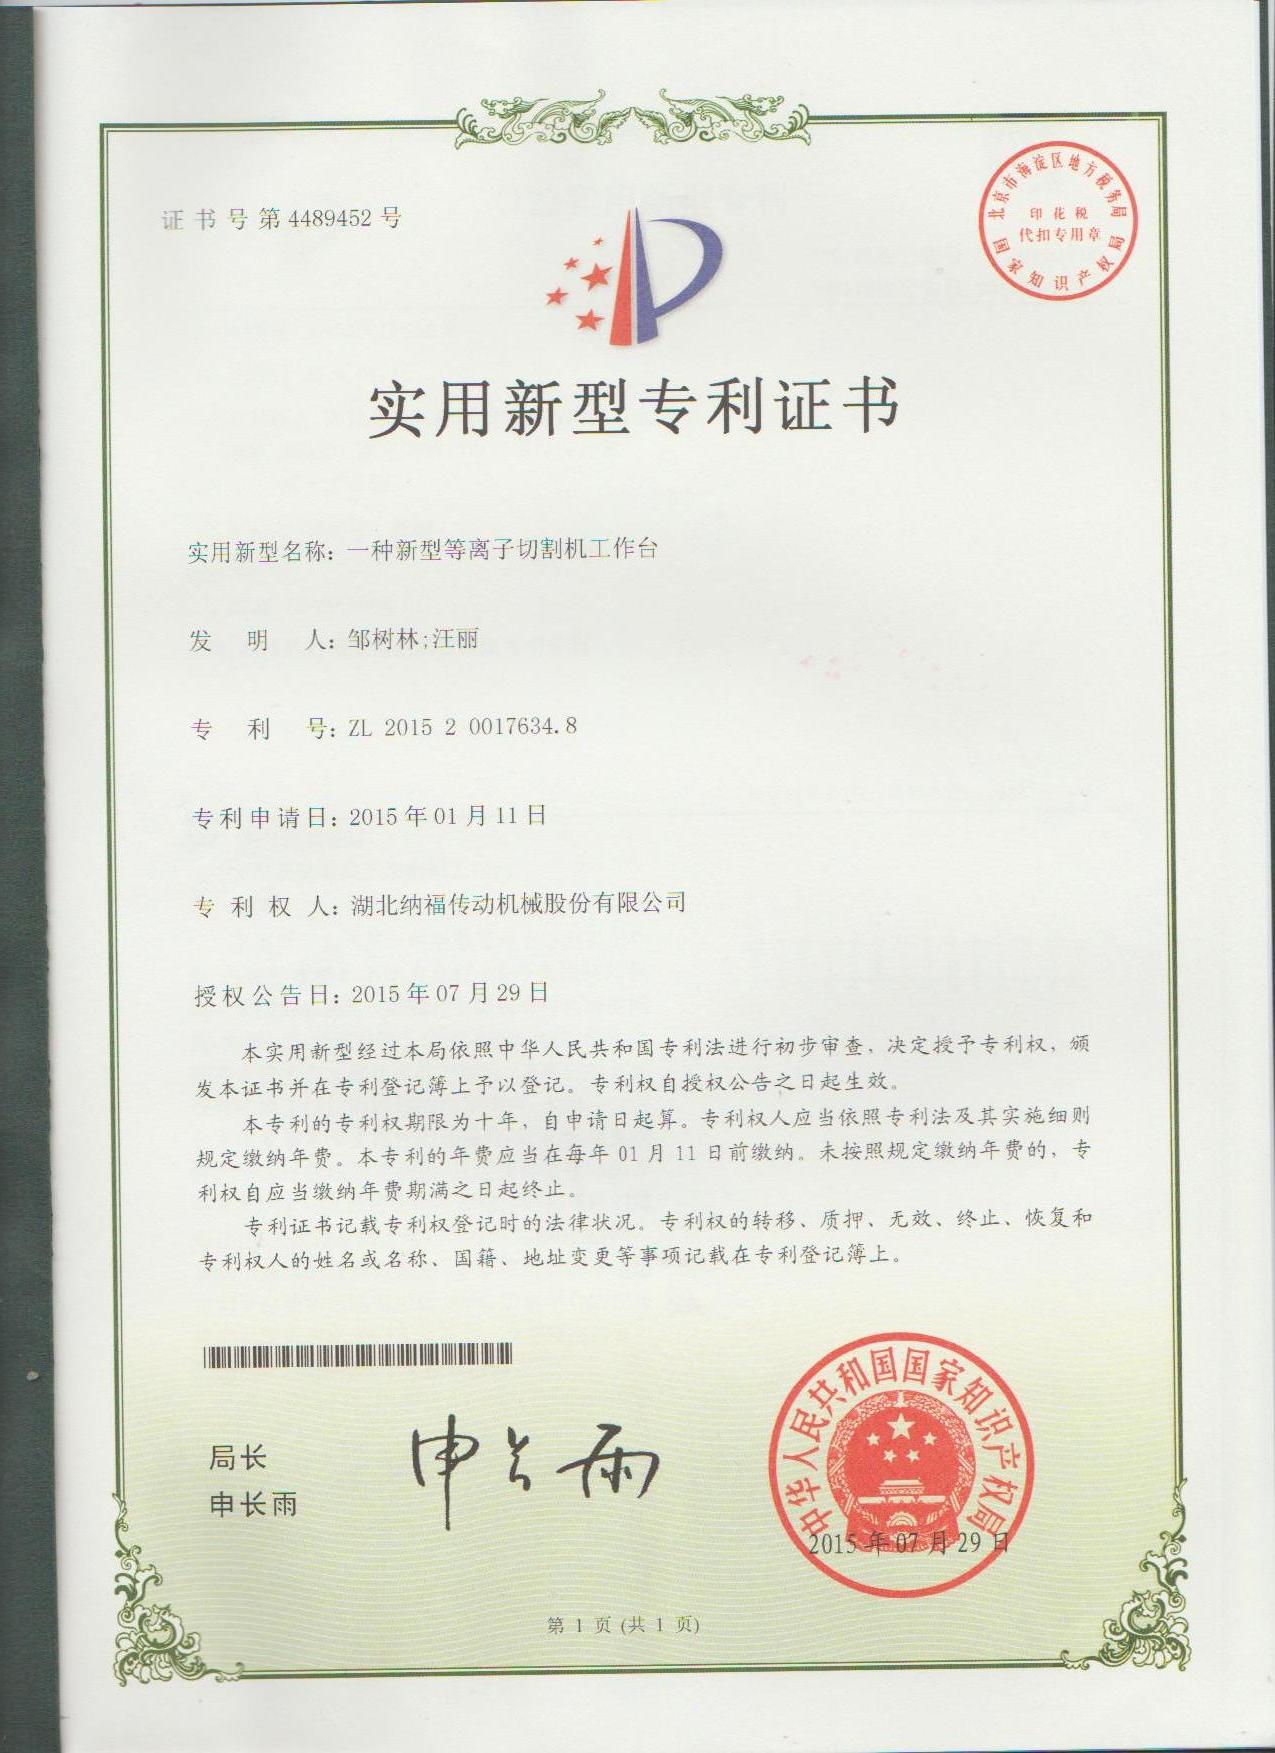 证书号第4489452号
北京市海淀区地方税务局
印花税
代扣专用章
国家知识产权局
实用新型专利证书
实用新型名称：一种新型等离子切割机工作台
发明人：邹树林;汪丽
专利号：ZL 2015 2 0017634.8
专利申请日：2015年01月11日
专利权人：湖北纳福传动机械股份有限公司
授权公告日：2015年07月29日
本实用新型经过本局依照中华人民共和国专利法进行初步审查，决定授予专利权，颁
发本证书并在专利登记簿上予以登记。专利权自授权公告之日起生效。
本专利的专利权期限为十年，自申请日起算。专利权人应当依照专利法及其实施细则
规定缴纳年费。本专利的年费应当在每年01月11日前缴纳。未按照规定缴纳年费的，专
利权自应当缴纳年费期满之日起终止。
专利证书记载专利权登记时的法律状况。专利权的转移、质押、无效、终止、恢复和
专利权人的姓名或名称、国籍、地址变更等事项记载在专利登记簿上。
局长
申长雨
申长雨
中华人民共和国国家知识产权局
2015年07月29日
第 1 页 (共 1 页)